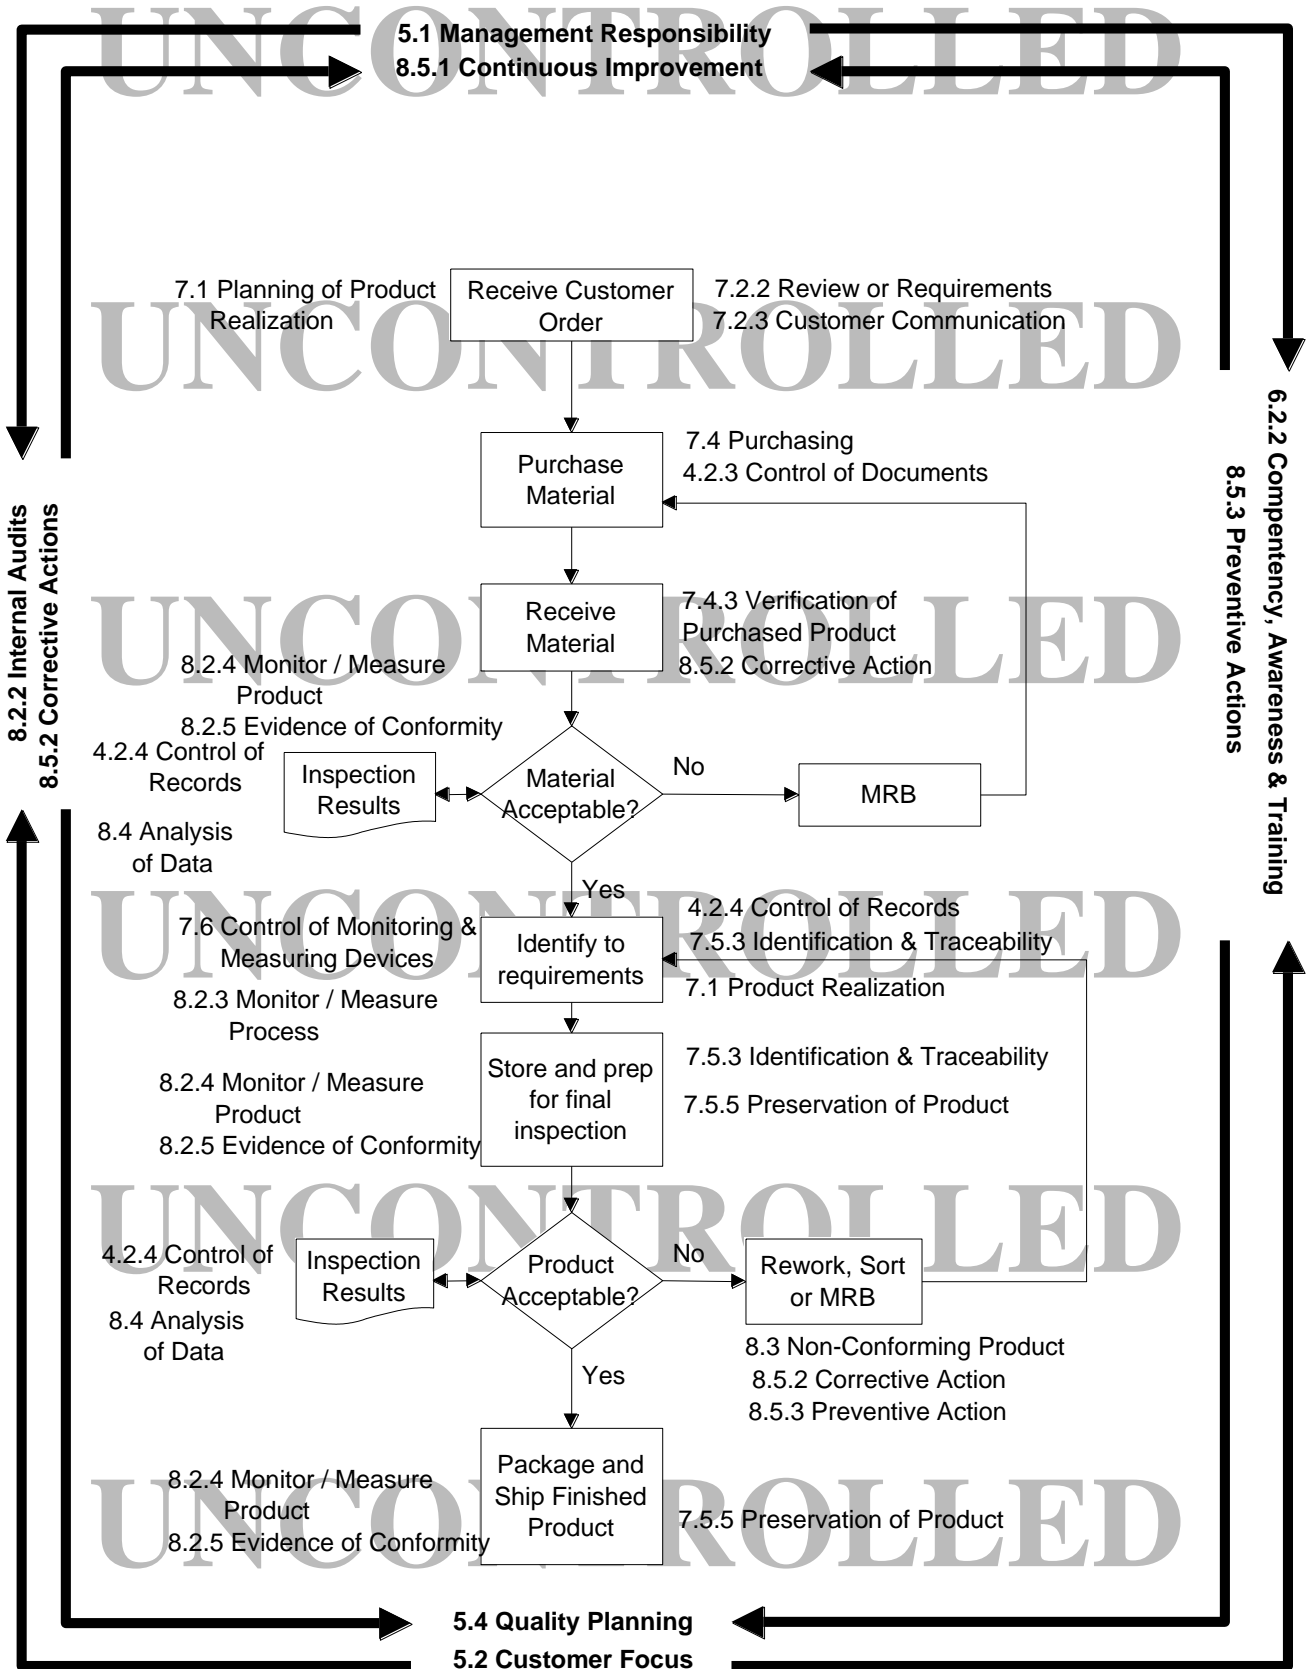 UNCONTROLLED
5.1 Management Responsibility
8.5.1 Continuous Improvement
7.1 Planning of Product
Realization
Receive Customer
Order
7.2.2 Review or Requirements
7.2.3 Customer Communication
UNCONTROLLED
Purchase
Material
7.4 Purchasing
4.2.3 Control of Documents
8.2.2 Internal Audits
8.5.2 Corrective Actions
6.2.2 Compentency, Awareness & Training
8.5.3 Preventive Actions
Receive
Material
7.4.3 Verification of
Purchased Product
8.5.2 Corrective Action
UNCONTROLLED
8.2.4 Monitor / Measure
Product
8.2.5 Evidence of Conformity
4.2.4 Control of
Records
8.4 Analysis
of Data
Inspection
Results
Material
Acceptable?
No
MRB
Yes
UNCONTROLLED
7.6 Control of Monitoring &
Measuring Devices
8.2.3 Monitor / Measure
Process
Identify to
requirements
4.2.4 Control of Records
7.5.3 Identification & Traceability
7.1 Product Realization
8.2.4 Monitor / Measure
Product
8.2.5 Evidence of Conformity
Store and prep
for final
inspection
7.5.3 Identification & Traceability
7.5.5 Preservation of Product
UNCONTROLLED
4.2.4 Control of
Records
8.4 Analysis
of Data
Inspection
Results
Product
Acceptable?
No
Rework, Sort
or MRB
8.3 Non-Conforming Product
8.5.2 Corrective Action
8.5.3 Preventive Action
Yes
UNCONTROLLED
8.2.4 Monitor / Measure
Product
8.2.5 Evidence of Conformity
Package and
Ship Finished
Product
7.5.5 Preservation of Product
5.4 Quality Planning
5.2 Customer Focus